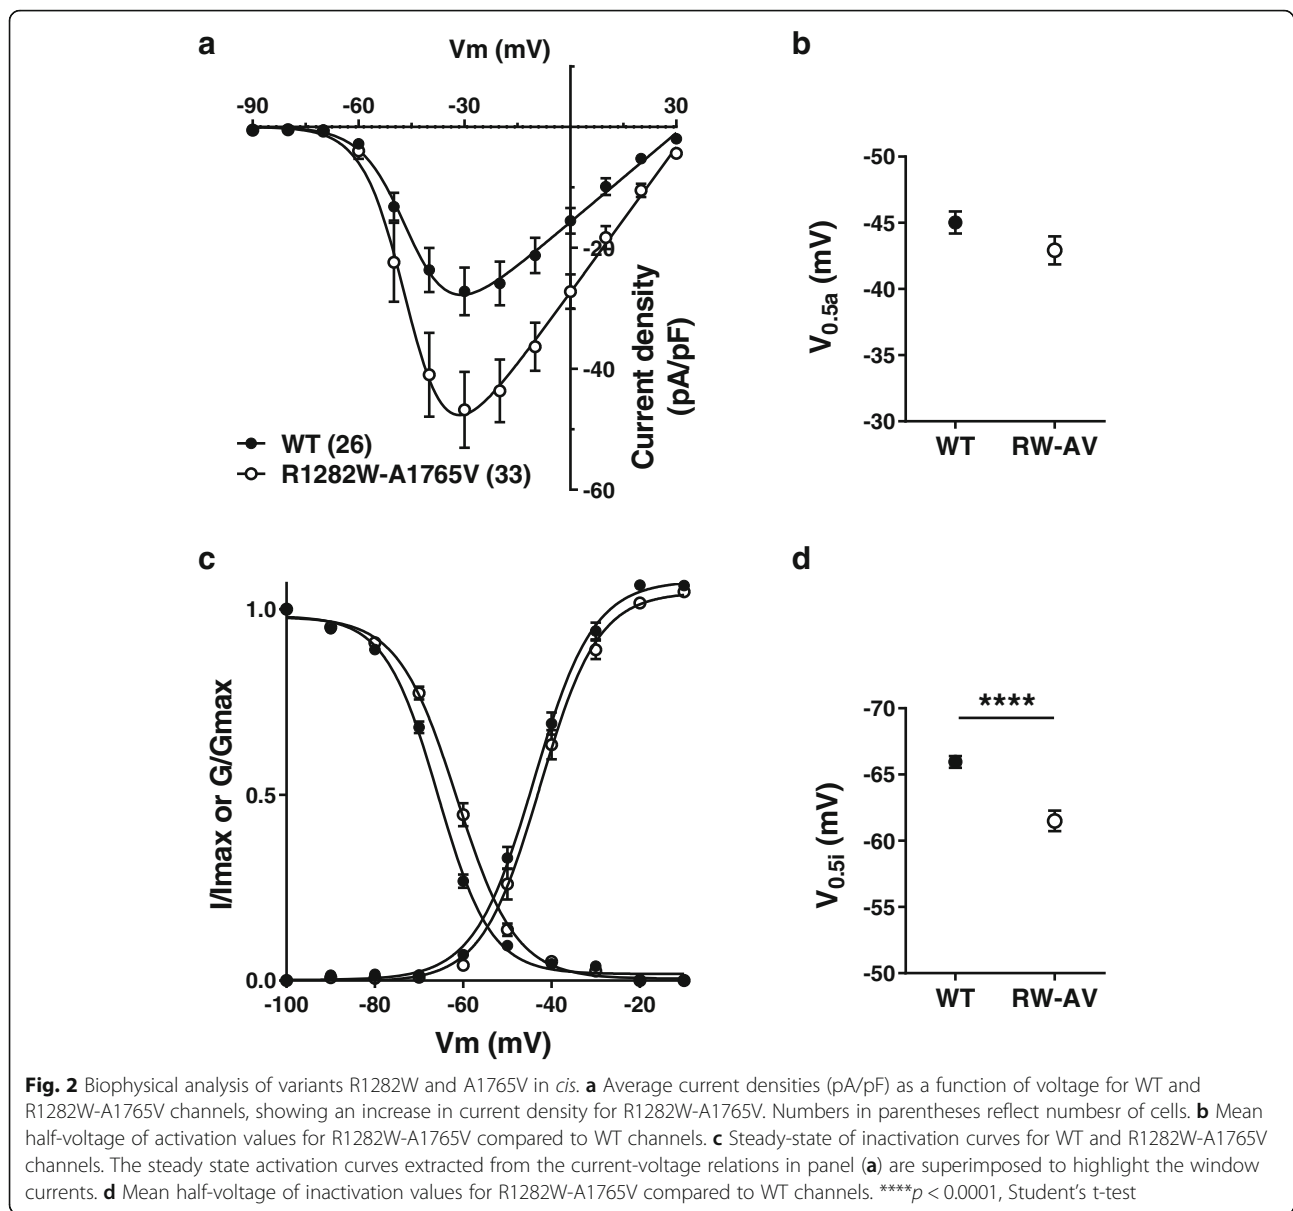 a
Vm (mV)
-90 -60 -30 30
-20
-40
-60
Current density
(pA/pF)
WT (26)
R1282W-A1765V (33)
b
-50
-45
-40
-35
-30
V0.5a (mV)
WT RW-AV
c
1.0
0.5
0.0
I/Imax or G/Gmax
-100 -80 -60 -40 -20
Vm (mV)
d
****
-70
-65
-60
-55
-50
V0.5i (mV)
WT RW-AV
Fig. 2 Biophysical analysis of variants R1282W and A1765V in cis. a Average current densities (pA/pF) as a function of voltage for WT and
R1282W-A1765V channels, showing an increase in current density for R1282W-A1765V. Numbers in parentheses reflect numbesr of cells. b Mean
half-voltage of activation values for R1282W-A1765V compared to WT channels. c Steady-state of inactivation curves for WT and R1282W-A1765V
channels. The steady state activation curves extracted from the current-voltage relations in panel (a) are superimposed to highlight the window
currents. d Mean half-voltage of inactivation values for R1282W-A1765V compared to WT channels. ****p < 0.0001, Student's t-test